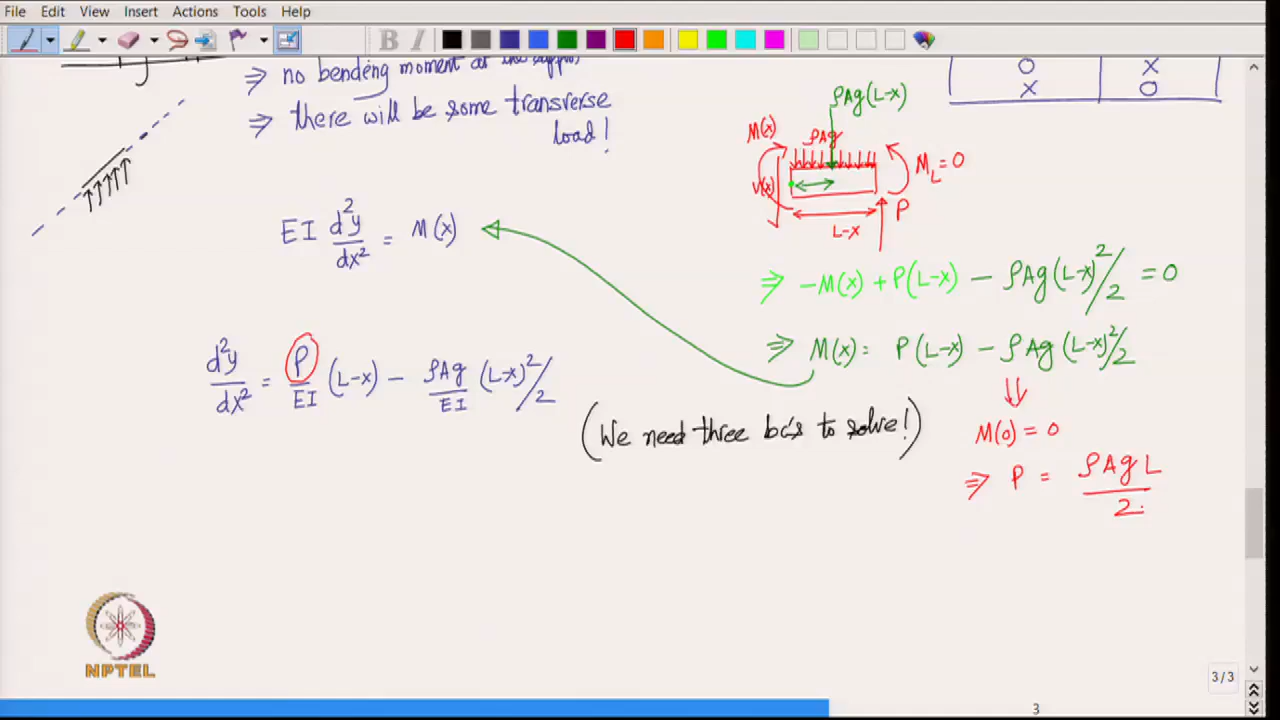 File Edit View Insert Actions Tools Help
B I
⇒ no bending moment at the
⇒ there will be some transverse
load!
O X
X O
ρAg(L-x)
M(x) ρAg
V(x) M_L = 0
P
L-x
EI d²y/dx² = M(x)
⇒ -M(x) + P(L-x) - ρAg(L-x)²/2 = 0
⇒ M(x) = P(L-x) - ρAg(L-x)²/2
d²y/dx² = P/EI (L-x) - ρAg/EI (L-x)²/2
(We need three bc's to solve!)
M(0) = 0
⇒ P = ρAgL/2
NPTEL
3/3
3